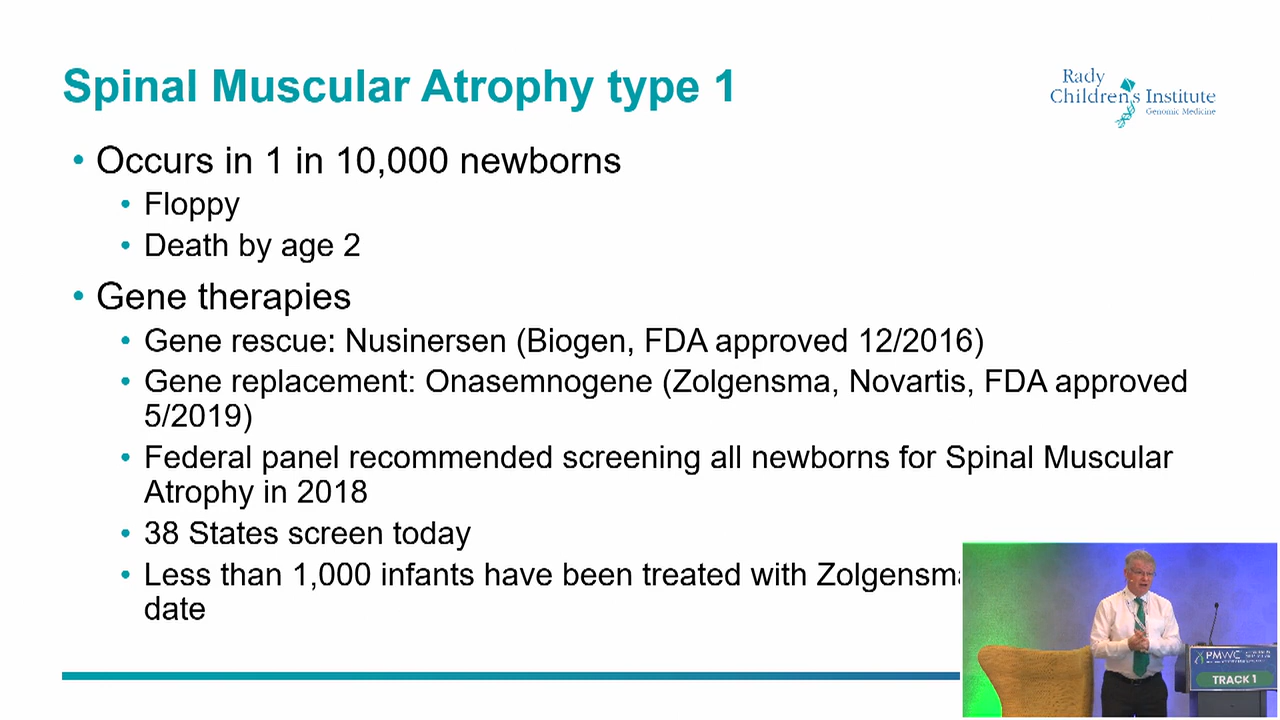 Spinal Muscular Atrophy type 1
Rady
Children's Institute
Genomic Medicine
• Occurs in 1 in 10,000 newborns
• Floppy
• Death by age 2
• Gene therapies
• Gene rescue: Nusinersen (Biogen, FDA approved 12/2016)
• Gene replacement: Onasemnogene (Zolgensma, Novartis, FDA approved
5/2019)
• Federal panel recommended screening all newborns for Spinal Muscular
Atrophy in 2018
• 38 States screen today
• Less than 1,000 infants have been treated with Zolgensma
date
PMWC
TRACK 1